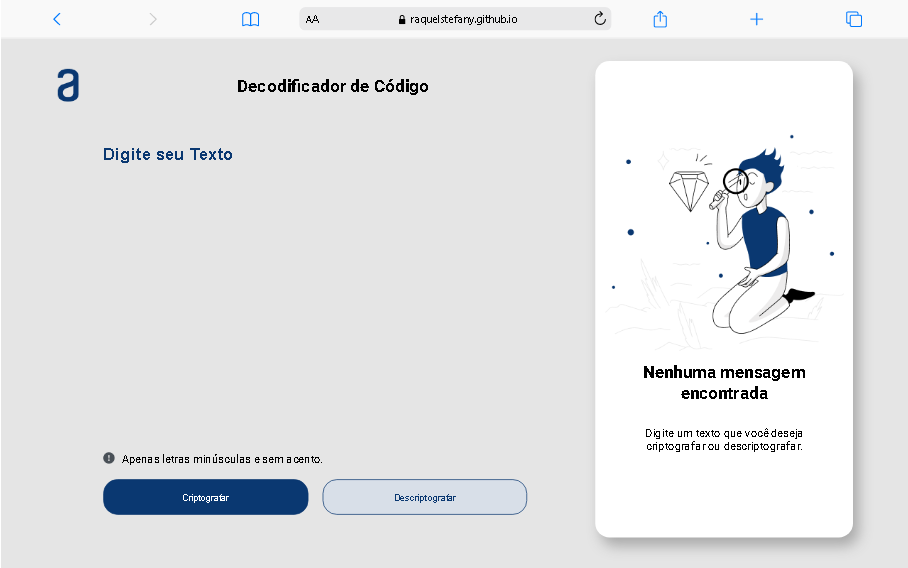 AA
raquelstefany.github.io
a
Decodificador de Código
Digite seu Texto
Nenhuma mensagem
encontrada
Digite um texto que você deseja
criptografar ou descriptografar.
Apenas letras minúsculas e sem acento.
Criptografar
Descriptografar